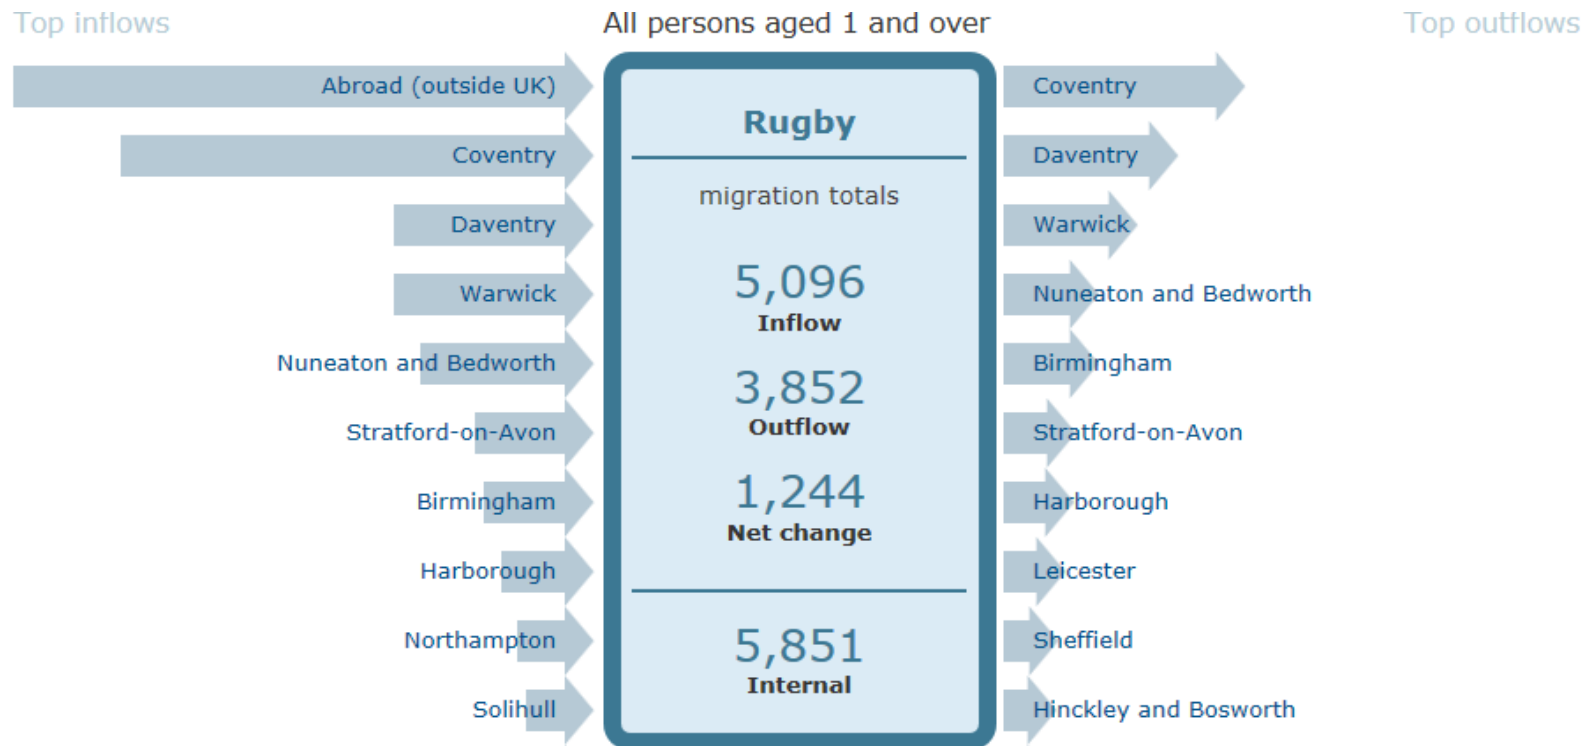 Top inflows
All persons aged 1 and over
Top outflows
Abroad (outside UK)
Coventry
Daventry
Warwick
Nuneaton and Bedworth
Stratford-on-Avon
Birmingham
Harborough
Northampton
Solihull
Rugby
migration totals
5,096
Inflow
3,852
Outflow
1,244
Net change
5,851
Internal
Coventry
Daventry
Warwick
Nuneaton and Bedworth
Birmingham
Stratford-on-Avon
Harborough
Leicester
Sheffield
Hinckley and Bosworth